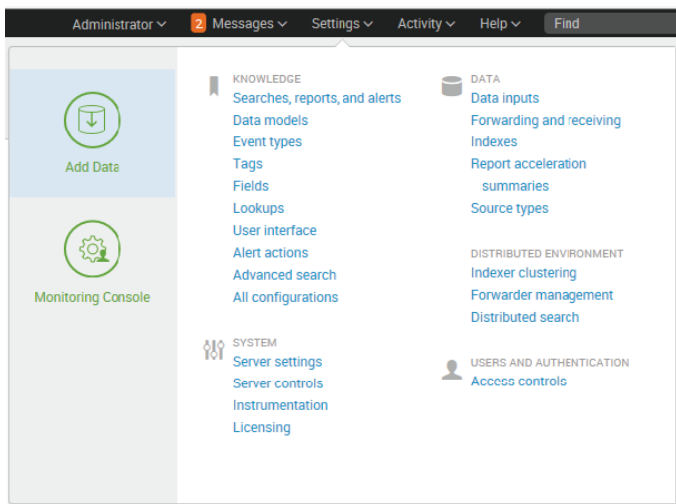 Administrator 2 Messages Settings Activity Help Find
Add Data
Monitoring Console
KNOWLEDGE
Searches, reports, and alerts
Data models
Event types
Tags
Fields
Lookups
User interface
Alert actions
Advanced search
All configurations
SYSTEM
Server settings
Server controls
Instrumentation
Licensing
DATA
Data inputs
Forwarding and receiving
Indexes
Report acceleration
summaries
Source types
DISTRIBUTED ENVIRONMENT
Indexer clustering
Forwarder management
Distributed search
USERS AND AUTHENTICATION
Access controls